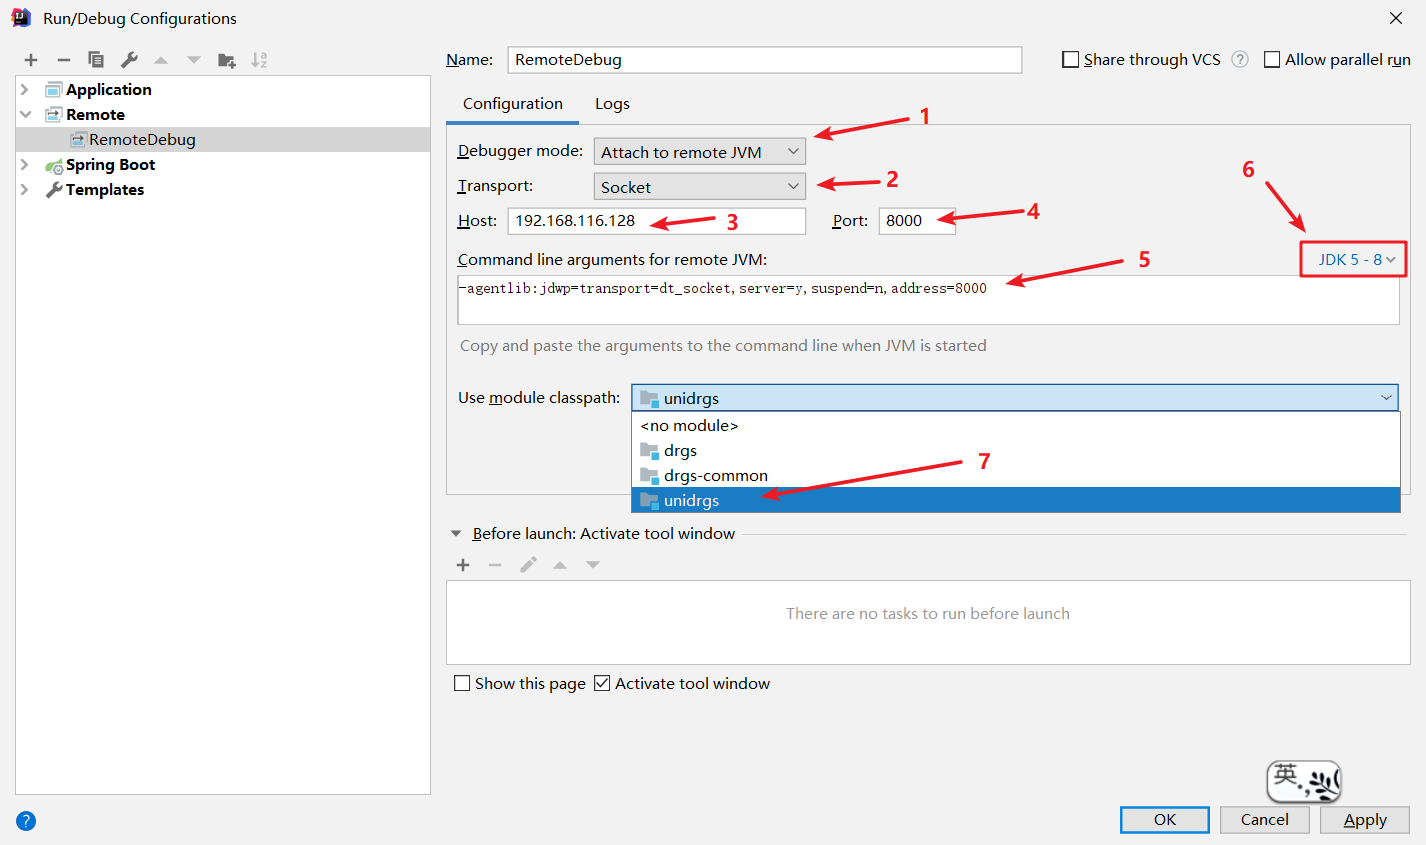 Run/Debug Configurations
Name: RemoteDebug
Share through VCS
Allow parallel run
Application
Remote
RemoteDebug
Spring Boot
Templates
Configuration Logs
1
Debugger mode: Attach to remote JVM
Transport: Socket
2
6
Host: 192.168.116.128
3
Port: 8000
4
Command line arguments for remote JVM:
5
JDK 5 - 8
-agentlib:jdwp=transport=dt_socket,server=y,suspend=n,address=8000
Copy and paste the arguments to the command line when JVM is started
Use module classpath: unidrgs
<no module>
drgs
drgs-common
unidrgs
7
Before launch: Activate tool window
There are no tasks to run before launch
Show this page Activate tool window
英
OK Cancel Apply